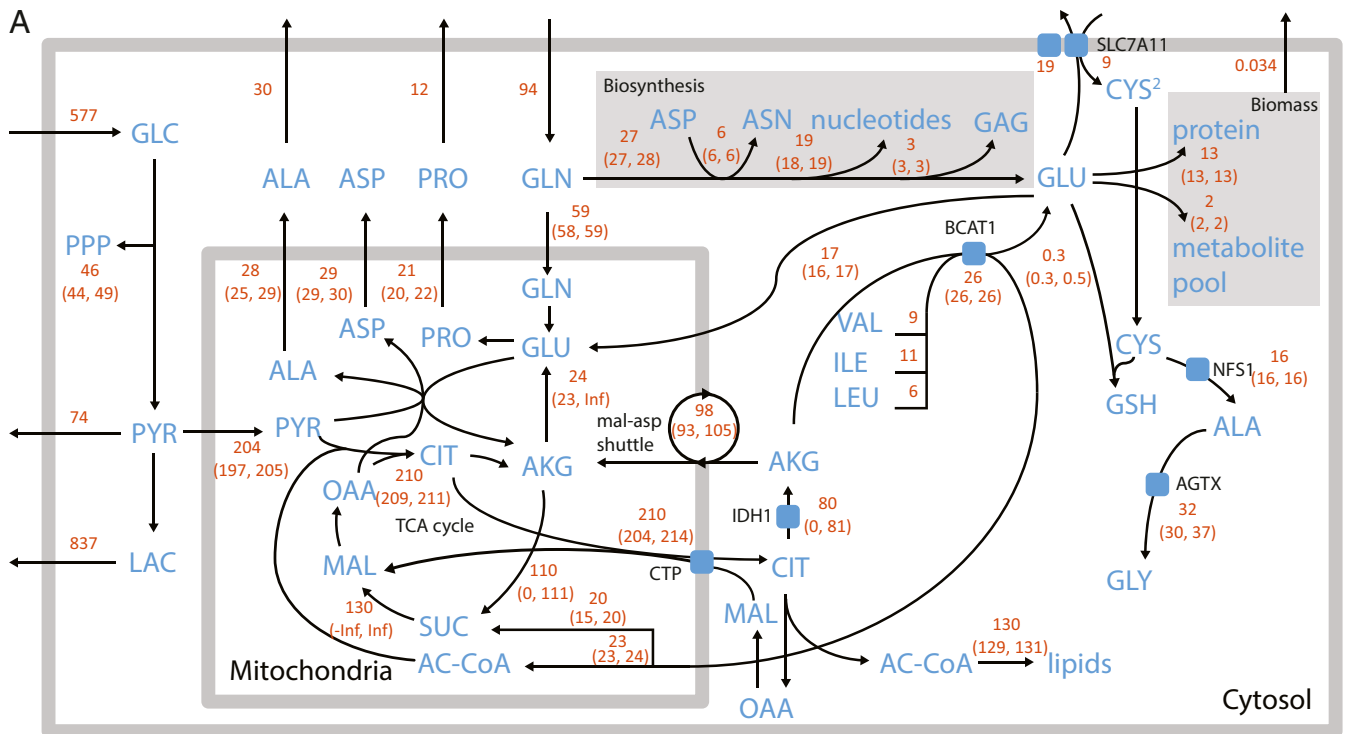 A
SLC7A11
577
30
12
94
19
9
0.034
CYS2
Biosynthesis
Biomass
GLC
ASP
ASN
nucleotides
GAG
protein
27
(27, 28)
6
(6, 6)
19
(18, 19)
3
(3, 3)
13
(13, 13)
ALA
ASP
PRO
GLN
GLU
2
(2, 2)
metabolite
pool
PPP
46
(44, 49)
59
(58, 59)
BCAT1
28
(25, 29)
29
(29, 30)
21
(20, 22)
17
(16, 17)
26
(26, 26)
0.3
(0.3, 0.5)
GLN
ASP
PRO
GLU
VAL
9
ILE
11
LEU
6
CYS
NFS1
16
(16, 16)
ALA
24
(23, Inf)
GSH
ALA
74
PYR
204
(197, 205)
PYR
CIT
AKG
mal-asp
shuttle
98
(93, 105)
AKG
OAA
210
(209, 211)
TCA cycle
IDH1
80
(0, 81)
AGTX
32
(30, 37)
210
(204, 214)
837
LAC
MAL
CTP
CIT
GLY
110
(0, 111)
130
(-Inf, Inf)
SUC
20
(15, 20)
MAL
23
(23, 24)
Mitochondria
AC-CoA
AC-CoA
130
(129, 131)
lipids
OAA
Cytosol